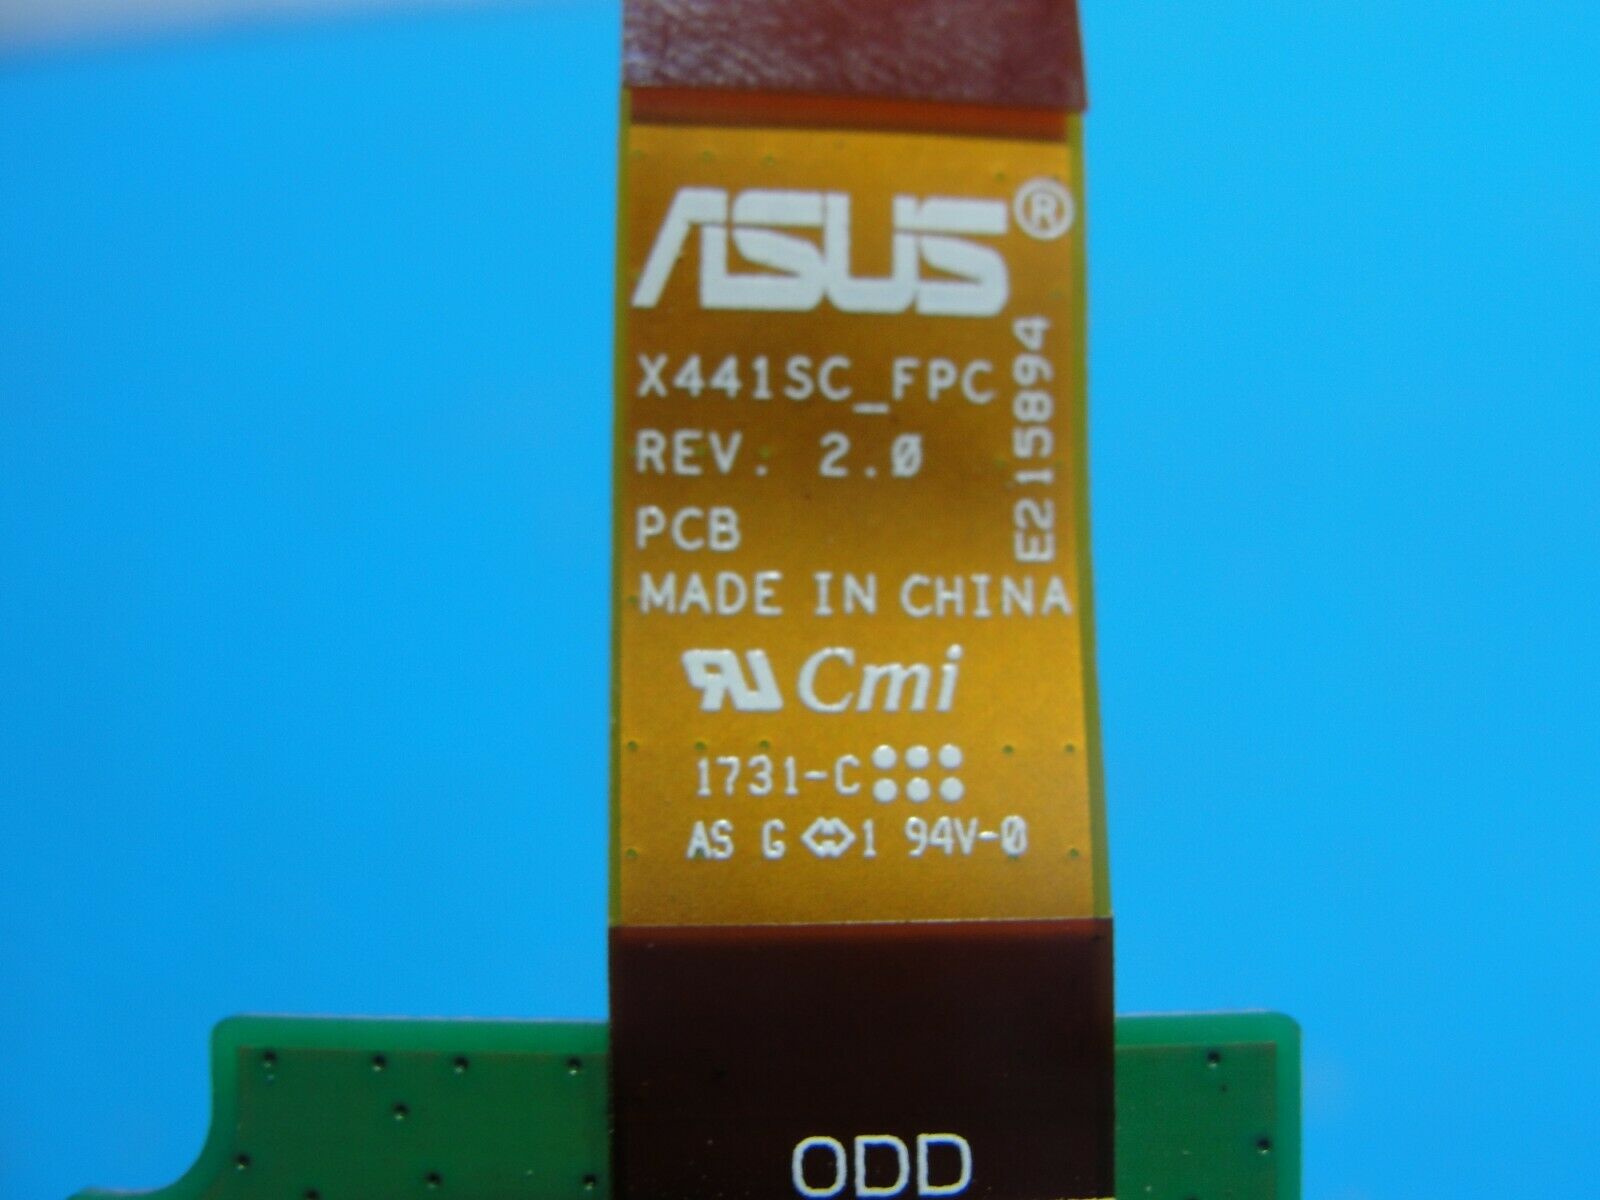 ASUS®
X441SC_FPC
REV. 2.0
PCB
MADE IN CHINA
E215894
Cmi
1731-C
AS G 1 94V-0
ODD